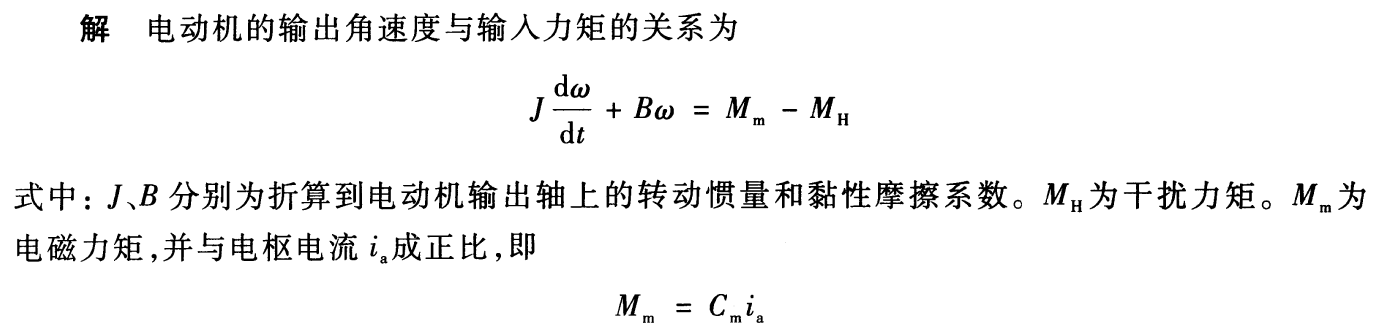 解 电动机的输出角速度与输入力矩的关系为
J dω/dt + Bω = M_m − M_H
式中：J、B 分别为折算到电动机输出轴上的转动惯量和黏性摩擦系数。M_H为干扰力矩。M_m为
电磁力矩，并与电枢电流 i_a成正比，即
M_m = C_m i_a